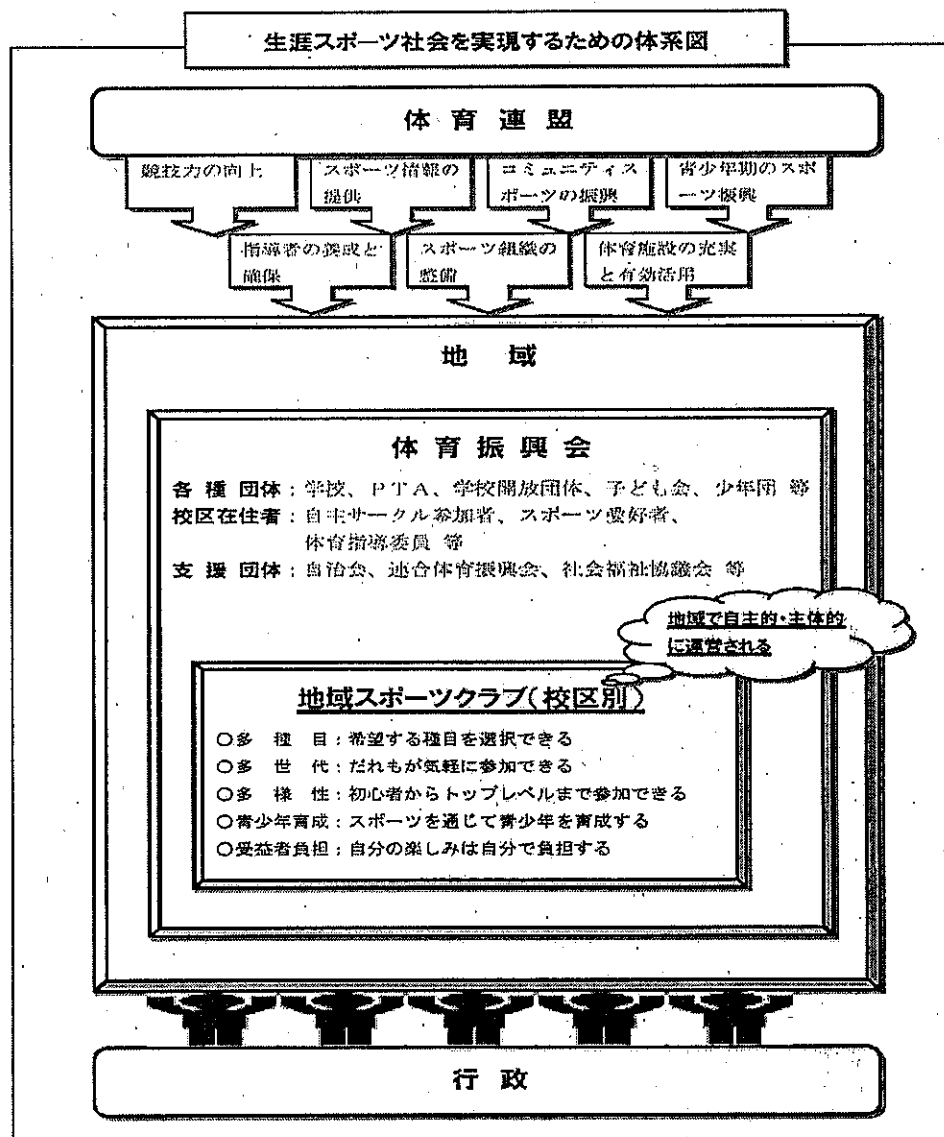 生涯スポーツ社会を実現するための体系図
体 育 連 盟
競技力の向上
スポーツ情報の
提供
コミュニティス
ポーツの振興
青少年期のスポ
ーツ振興
指導者の養成と
確保
スポーツ組織の
整備
体育施設の充実
と有効活用
地 域
体 育 振 興 会
各 種 団 体 : 学校、PTA、学校開放団体、子ども会、少年団 等
校区在住者 : 自主サークル参加者、スポーツ愛好者、
体育指導委員 等
支 援 団 体 : 自治会、連合体育振興会、社会福祉協議会 等
地域で自主的・主体的
に運営される
地域スポーツクラブ(校区別)
○多 種 目 : 希望する種目を選択できる
○多 世 代 : だれもが気軽に参加できる
○多 様 性 : 初心者からトップレベルまで参加できる
○青少年育成 : スポーツを通じて青少年を育成する
○受益者負担 : 自分の楽しみは自分で負担する
行 政